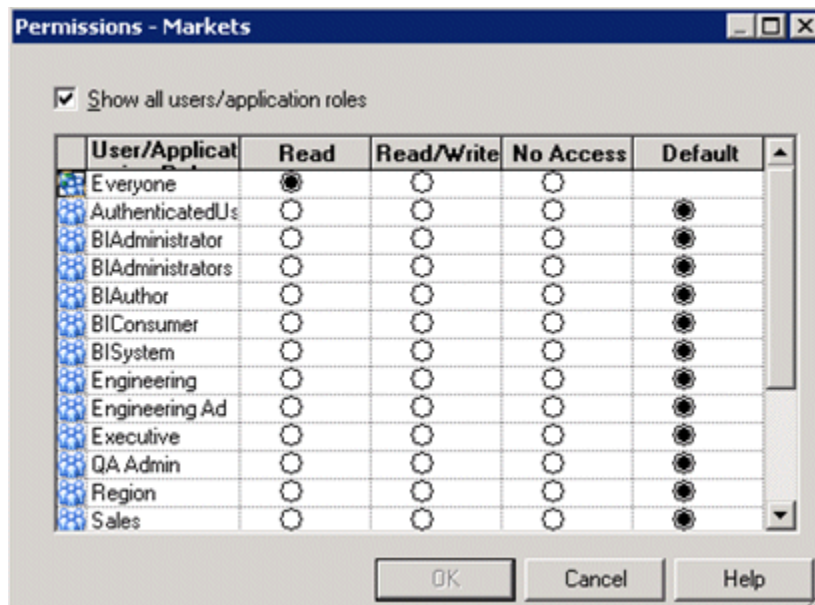 Permissions - Markets
Show all users/application roles
User/Applicat Read Read/Write No Access Default
Everyone
AuthenticatedUs
BIAdministrator
BIAdministrators
BIAuthor
BIConsumer
BISystem
Engineering
Engineering Ad
Executive
QA Admin
Region
Sales
OK Cancel Help